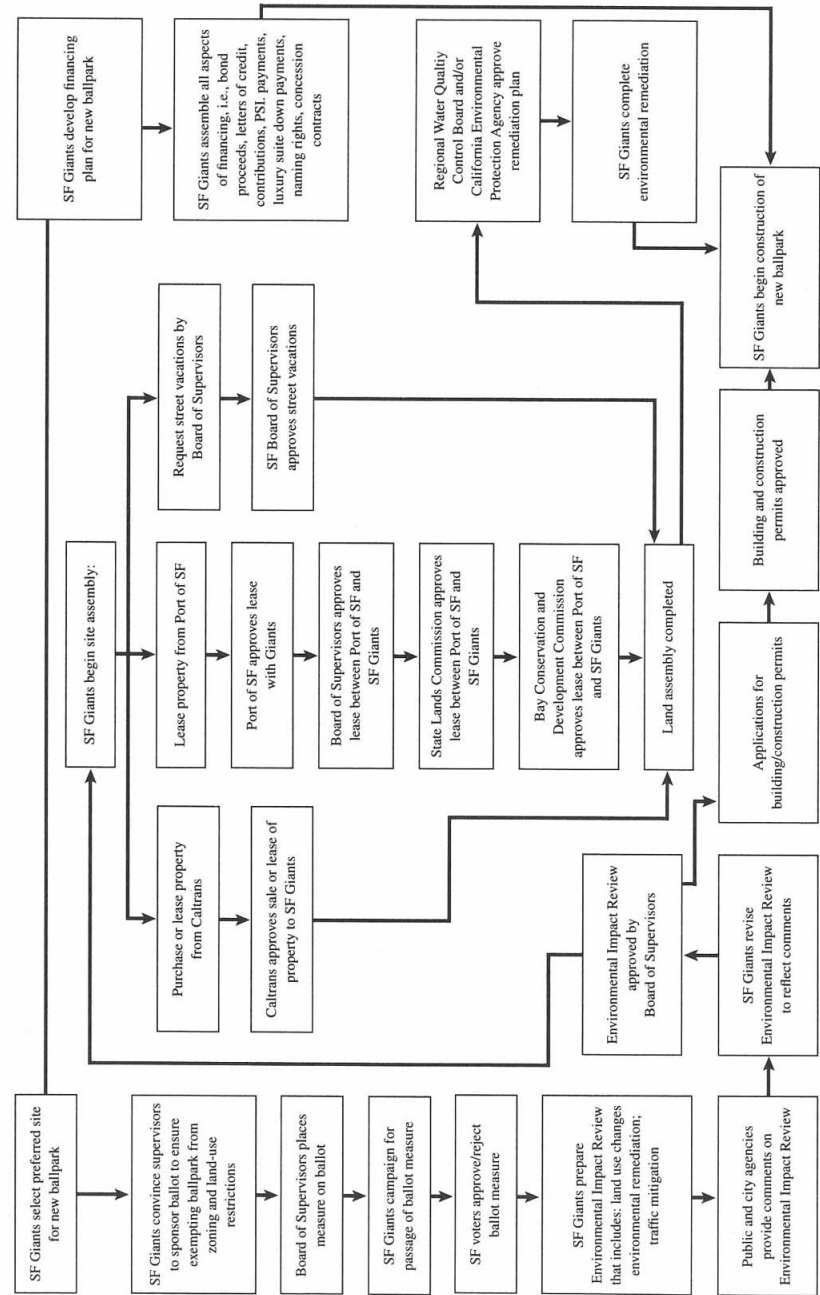 SF Giants select preferred site
for new ballpark
SF Giants convince supervisors
to sponsor ballot to ensure
exempting ballpark from
zoning and land-use
restrictions
Board of Supervisors places
measure on ballot
SF Giants campaign for
passage of ballot measure
SF voters approve/reject
ballot measure
SF Giants prepare
Environmental Impact Review
that includes: land use changes
environmental remediation;
traffic mitigation
Public and city agencies
provide comments on
Environmental Impact Review
SF Giants revise
Environmental Impact Review
to reflect comments
Environmental Impact Review
approved by
Board of Supervisors
SF Giants begin site assembly:
Purchase or lease property
from Caltrans
Caltrans approves sale or lease of
property to SF Giants
Lease property from Port of SF
Port of SF approves lease
with Giants
Board of Supervisors approves
lease between Port of SF and
SF Giants
State Lands Commission approves
lease between Port of SF and
SF Giants
Bay Conservation and
Development Commission
approves lease between Port of SF
and SF Giants
Land assembly completed
Request street vacations by
Board of Supervisors
SF Board of Supervisors
approves street vacations
Applications for
building/construction permits
Building and construction
permits approved
SF Giants develop financing
plan for new ballpark
SF Giants assemble all aspects
of financing, i.e., bond
proceeds, letters of credit,
contributions, PSI. payments,
luxury suite down payments,
naming rights, concession
contracts
Regional Water Qualtiy
Control Board and/or
California Environmental
Protection Agency approve
remediation plan
SF Giants complete
environmental remediation
SF Giants begin construction of
new ballpark